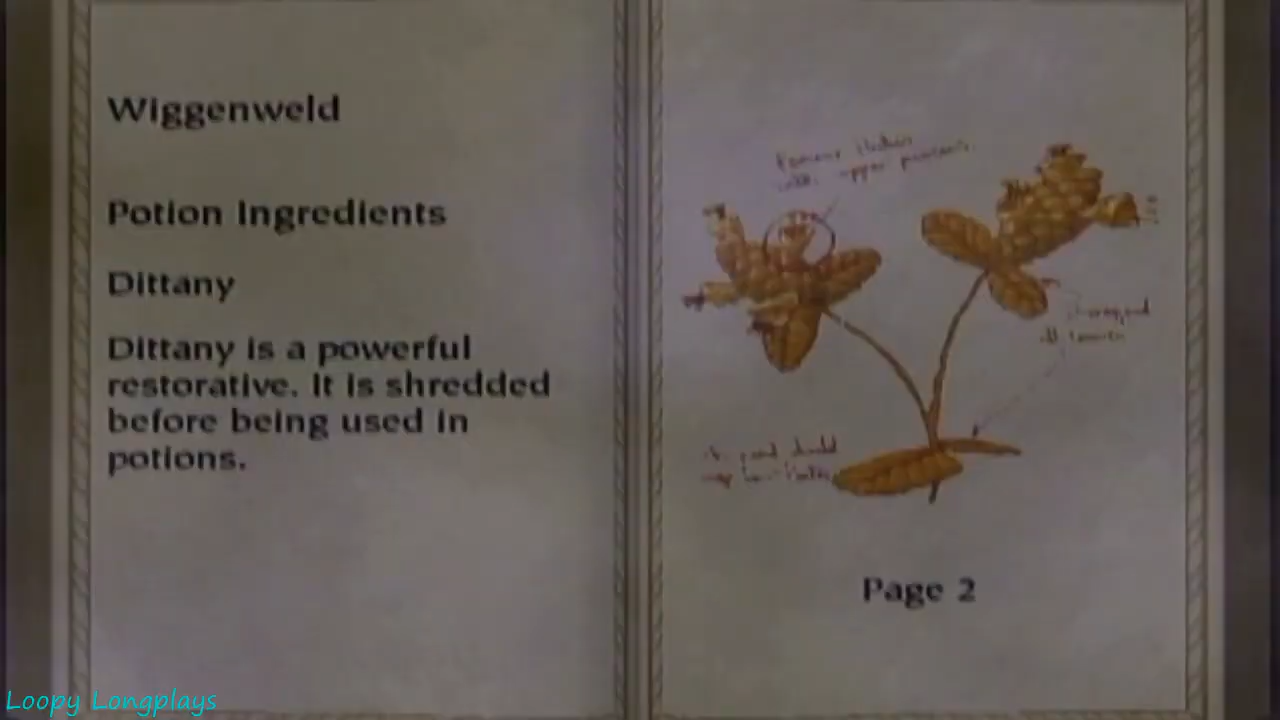 Wiggenweld
Potion Ingredients
Dittany
Dittany is a powerful
restorative. It is shredded
before being used in
potions.
upper
Page 2
Loopy Longplays